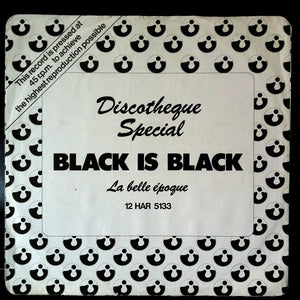 This record is pressed at
45 r.p.m. to achieve
the highest reproduction possible
Discotheque
Special
BLACK IS BLACK
La belle époque
12 HAR 5133